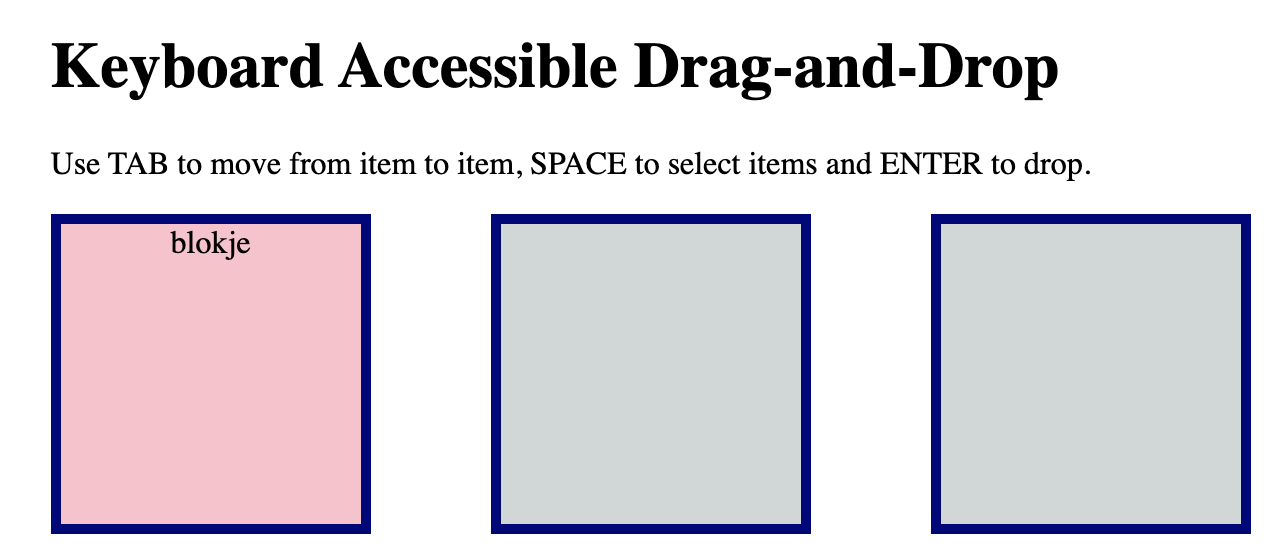 Keyboard Accessible Drag-and-Drop
Use TAB to move from item to item, SPACE to select items and ENTER to drop.
blokje